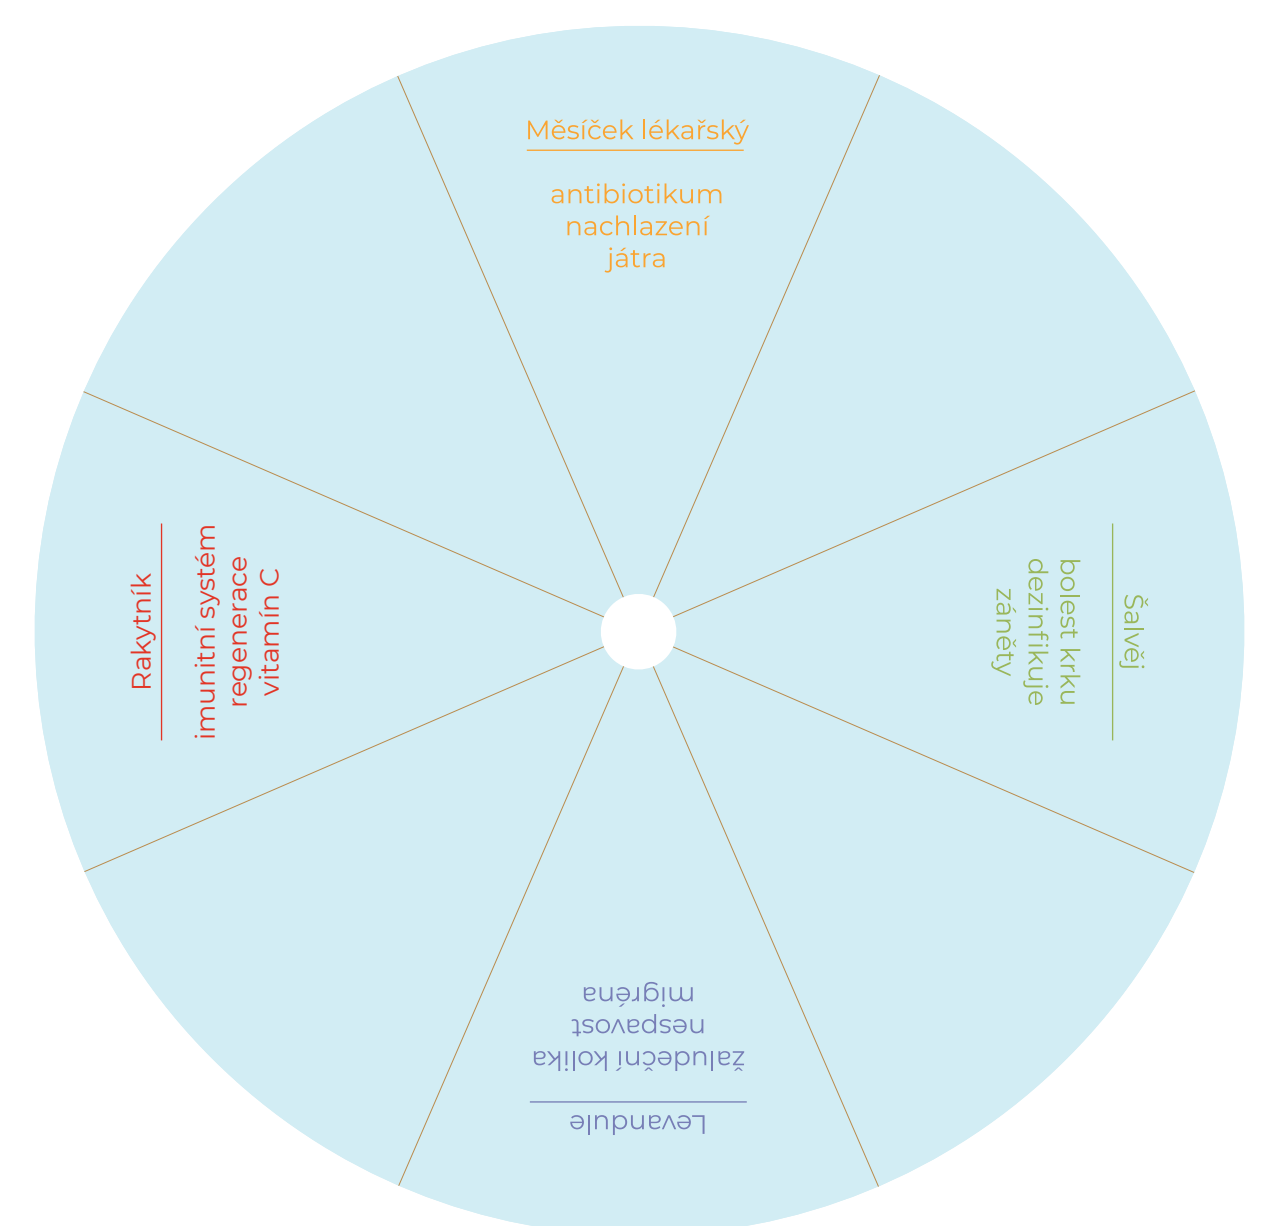 Měsíček lékařský
antibiotikum
nachlazení
játra
Šalvěj
bolest krku
dezinfikuje
záněty
Levandule
žaludeční kolika
nespavost
migréna
Rakytník
imunitní systém
regenerace
vitamín C